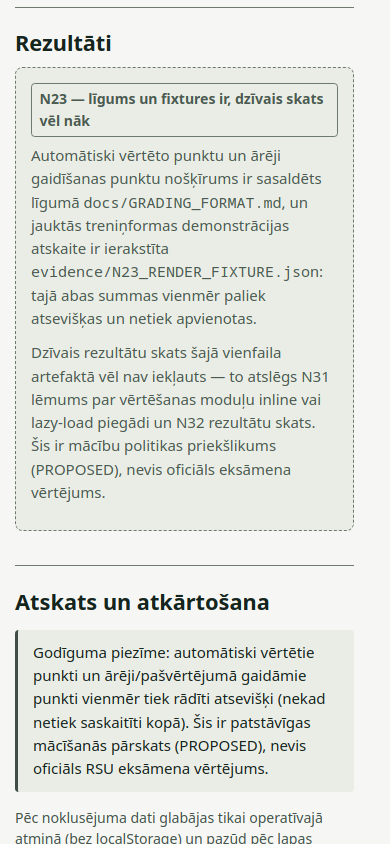 Rezultāti
N23 — līgums un fixtures ir, dzīvais skats
vēl nāk
Automātiski vērtēto punktu un ārēji
gaidīšanas punktu nošķīrums ir sasaldēts
līgumā docs/GRADING_FORMAT.md, un
jauktās treniņformas demonstrācijas
atskaite ir ierakstīta
evidence/N23_RENDER_FIXTURE.json:
tajā abas summas vienmēr paliek
atsevišķas un netiek apvienotas.
Dzīvais rezultātu skats šajā vienfaila
artefaktā vēl nav iekļauts — to atslēgs N31
lēmums par vērtēšanas moduļu inline vai
lazy-load piegādi un N32 rezultātu skats.
Šis ir mācību politikas priekšlikums
(PROPOSED), nevis oficiāls eksāmena
vērtējums.
Atskats un atkārtošana
Godīguma piezīme: automātiski vērtētie
punkti un ārēji/pašvērtējumā gaidāmie
punkti vienmēr tiek rādīti atsevišķi (nekad
netiek saskaitīti kopā). Šis ir patstāvīgas
mācīšanās pārskats (PROPOSED), nevis
oficiāls RSU eksāmena vērtējums.
Pēc noklusējuma dati glabājas tikai operatīvajā
atmiņā (bez localStorage) un pazūd pēc lapas